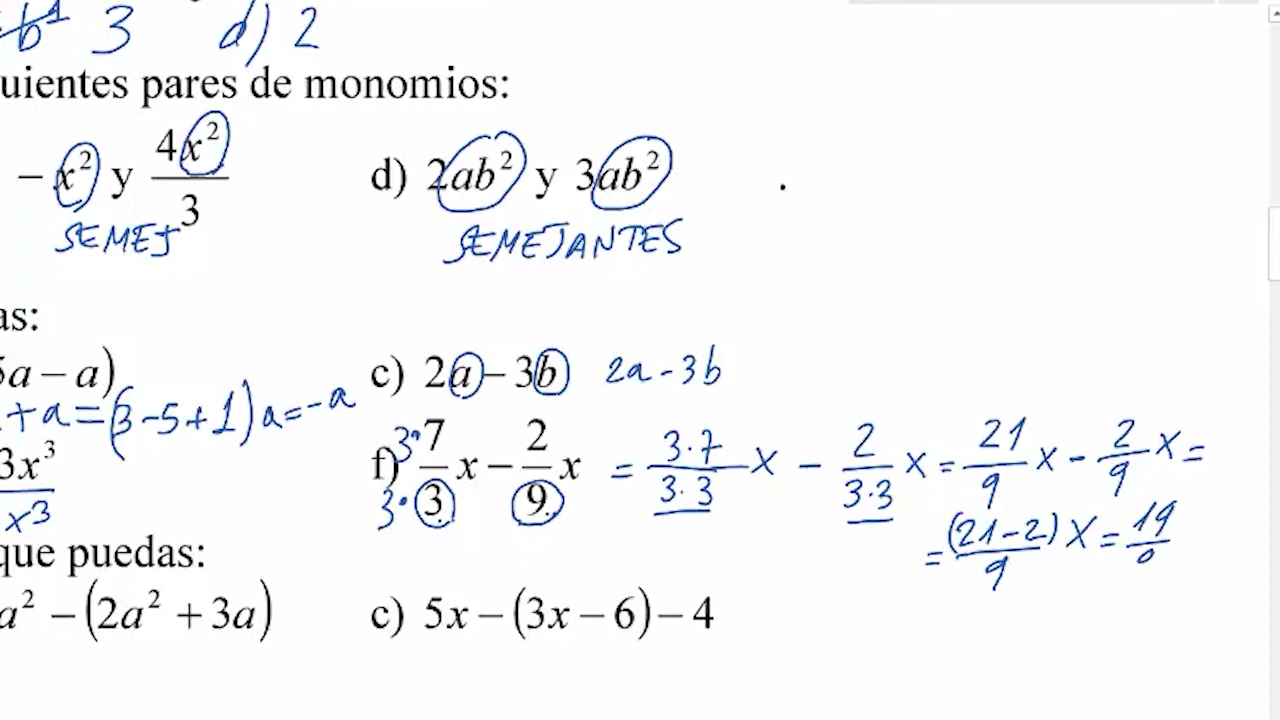 b¹ 3 d) 2
uientes pares de monomios:
– x² y 4x²/3 d) 2ab² y 3ab² .
SEMEJ SEMEJANTES
as:
5a – a) c) 2a – 3b 2a - 3b
+ a = (3 - 5 + 1) a = - a
3x³ f) 3· 7/3· 3 x – 2/9 x = 3·7/3·3 x - 2/3·3 x = 21/9 x - 2/9 x =
x³ = (21 - 2)/9 x = 19/
que puedas:
a² – (2a² + 3a) c) 5x – (3x – 6) – 4